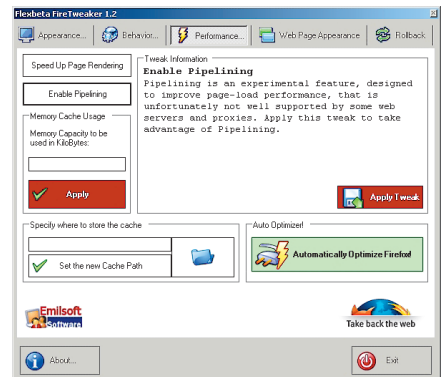 Flexbeta FireTweaker 1.2
Appearance... Behavior... Performance... Web Page Appearance Rollback
Speed Up Page Rendering
Enable Pipelining
Tweak Information
Enable Pipelining
Pipelining is an experimental feature, designed
to improve page-load performance, that is
unfortunately not well supported by some web
servers and proxies. Apply this tweak to take
advantage of Pipelining.
Memory Cache Usage
Memory Capacity to be
used in KiloBytes:
Apply
Apply Tweak
Specify where to store the cache
Set the new Cache Path
Auto Optimizer!
Automatically Optimize Firefox!
Emilsoft
Software
Take back the web
About...
Exit